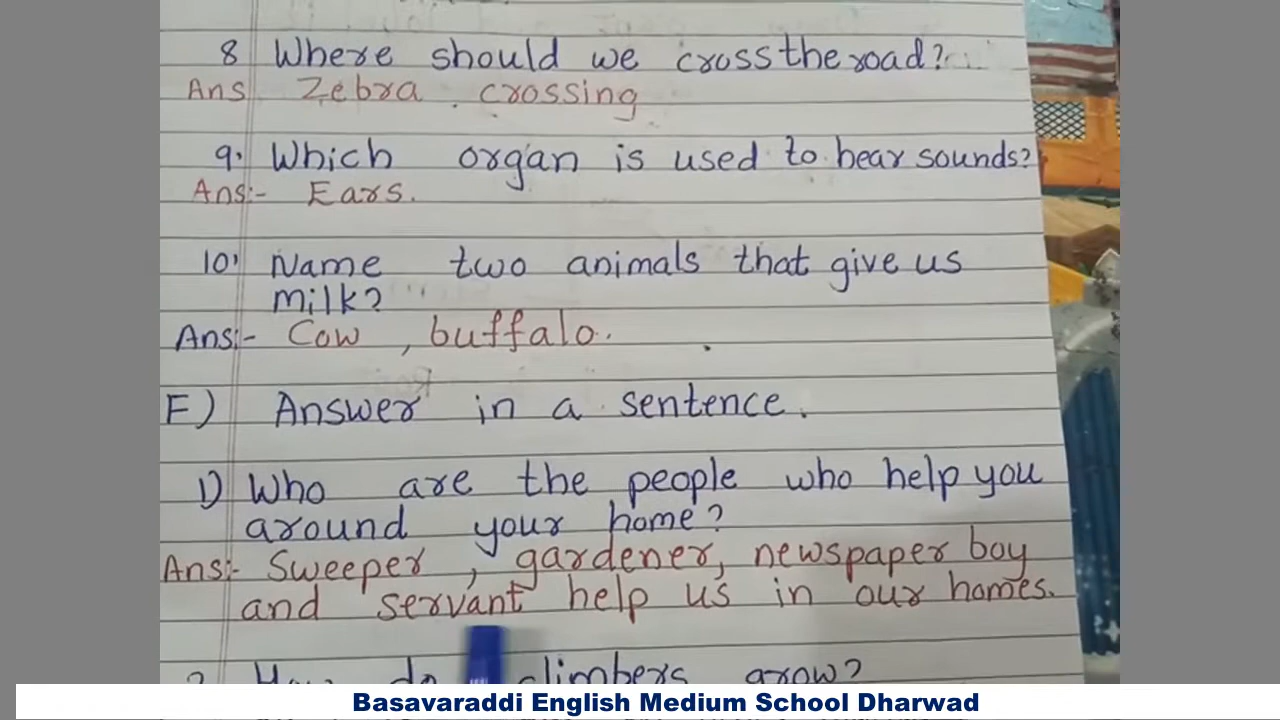 8 Where should we cross the road?
Ans Zebra crossing
9. Which organ is used to hear sounds?
Ans:- Ears.
10. Name two animals that give us
milk?
Ans:- Cow, buffalo.
F) Answer in a sentence.
1) Who are the people who help you
around your home?
Ans:- Sweeper, gardener, newspaper boy
and servant help us in our homes.
do climbers grow?
Basavaraddi English Medium School Dharwad